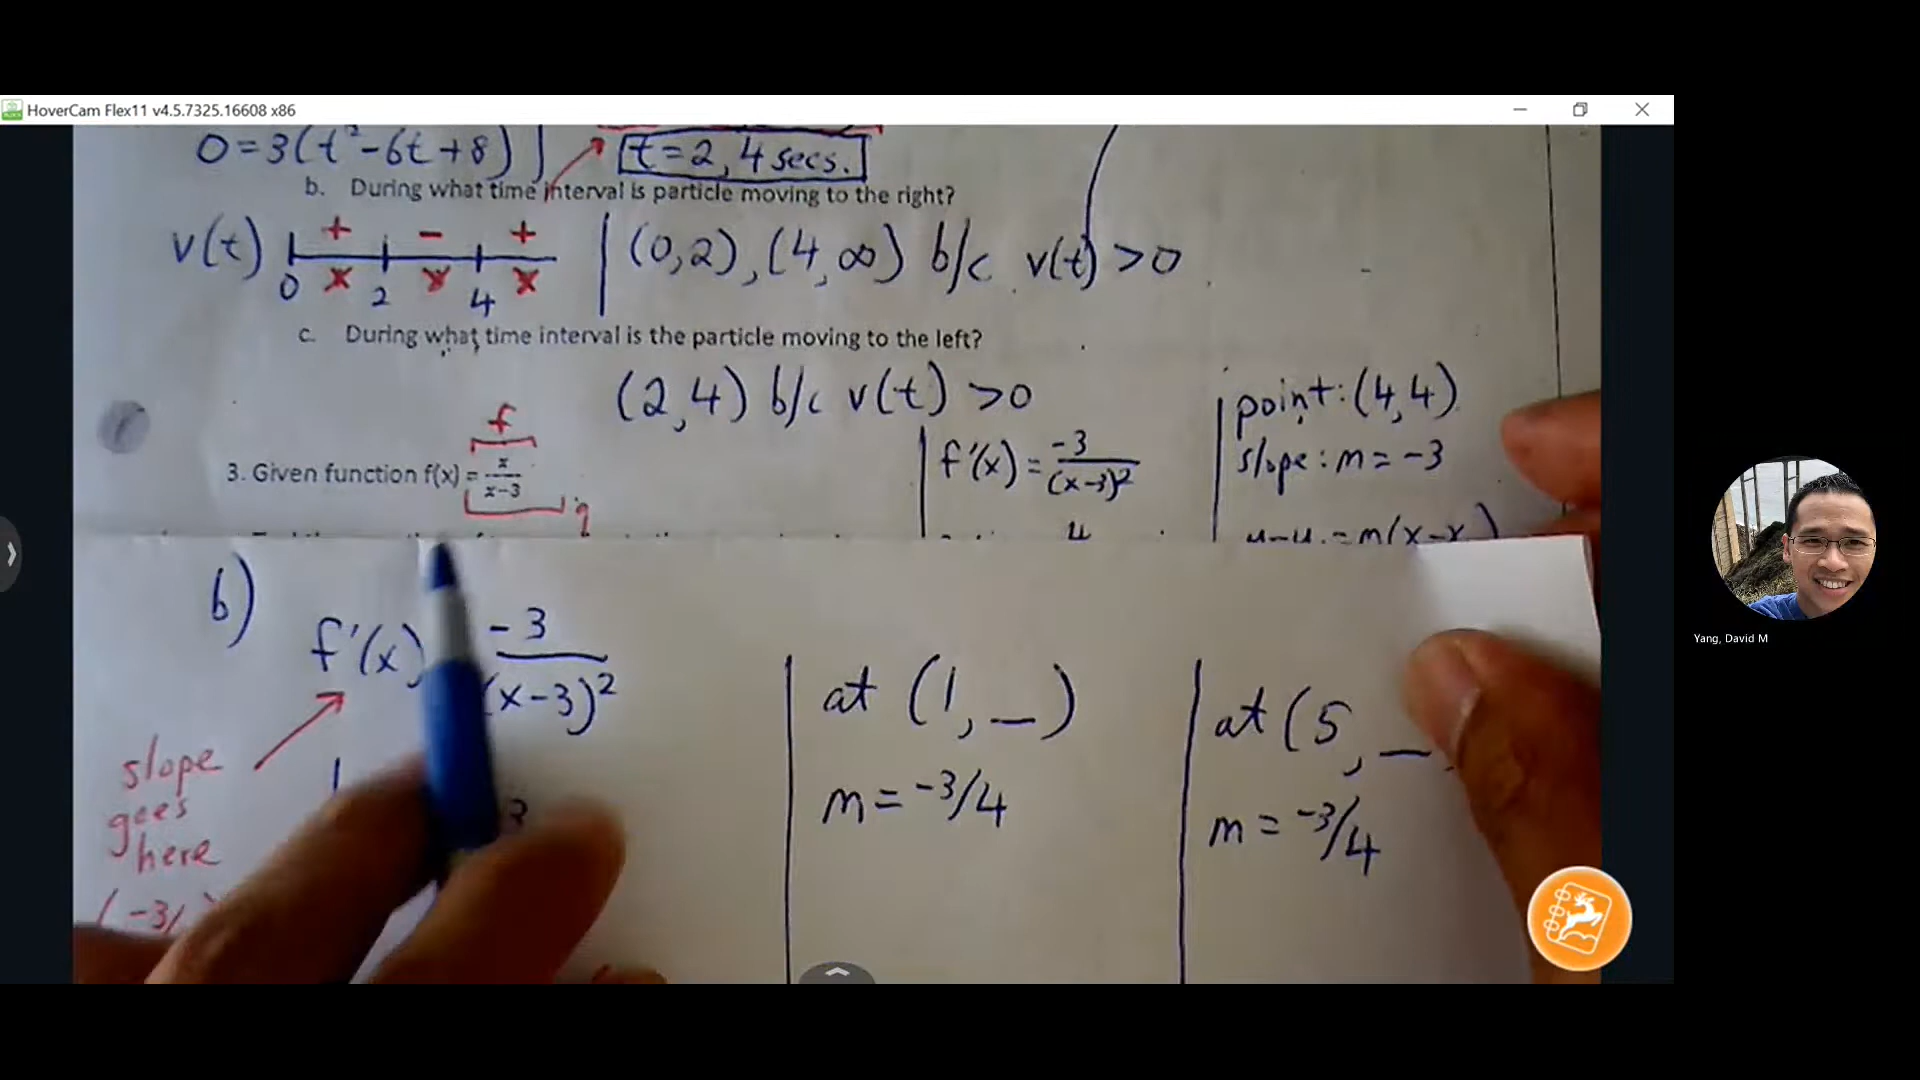 HoverCam Flex11 v4.5.7325.16608 x86
0=3(t²-6t+8)
t=2, 4 secs.
b. During what time interval is particle moving to the right?
v(t) + - +
0 x 2 x 4 x
(0,2), (4,∞) b/c v(t) >0
c. During what time interval is the particle moving to the left?
(2,4) b/c v(t) >0
f
3. Given function f(x) = x/(x-3)
g
f'(x) = -3/(x-3)²
4
point: (4,4)
slope: m = -3
y-y = m(x-x )
b)
f'(x) -3/(x-3)²
slope
goes
here
at (1, _)
m = -3/4
at (5, _
m = -3/4
Yang, David M